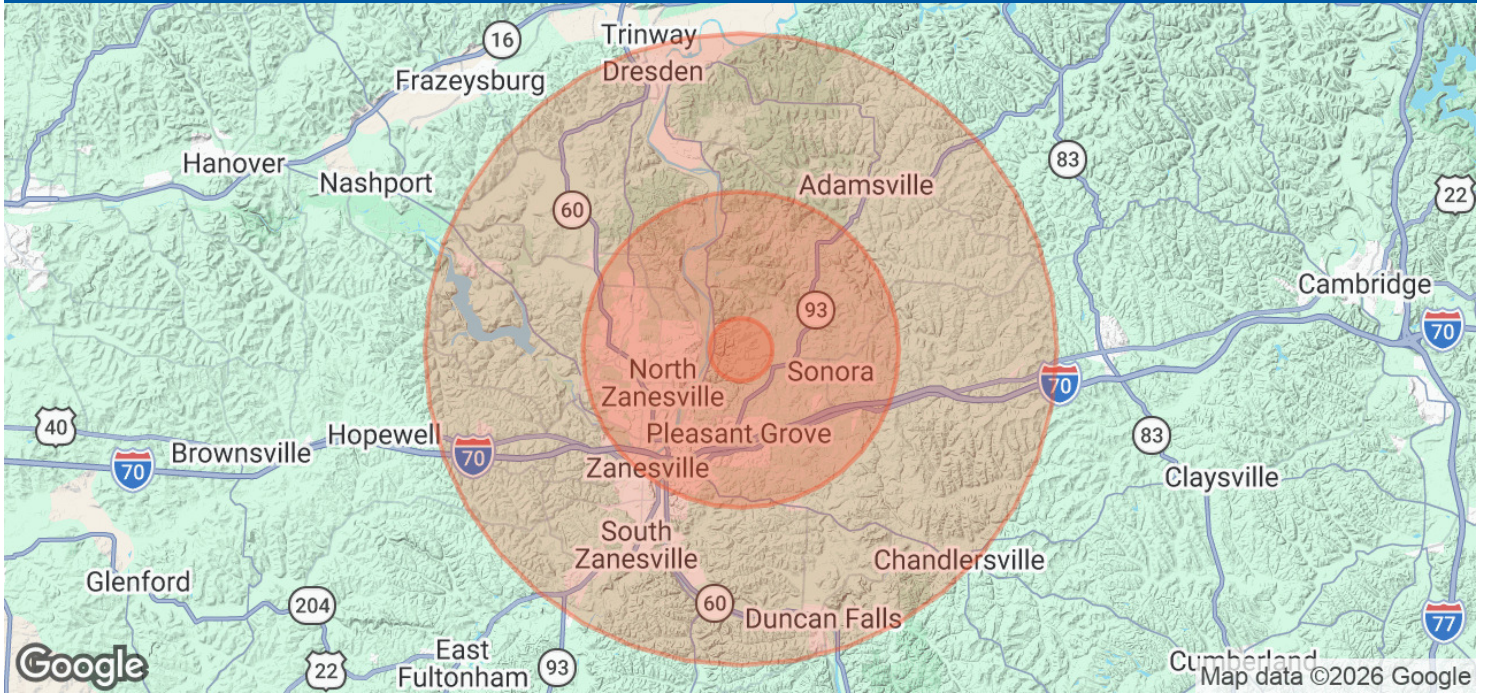 Trinway
16
Dresden
Frazeysburg
Hanover
83
Nashport
Adamsville
22
60
Cambridge
93
70
North
Zanesville
Sonora
70
40
Hopewell
Pleasant Grove
83
Brownsville
70
70
Zanesville
Claysville
South
Zanesville
Chandlersville
Glenford
204
60
Duncan Falls
77
East
Fultonham
93
22
Cumberland
Google
Map data ©2026 Google